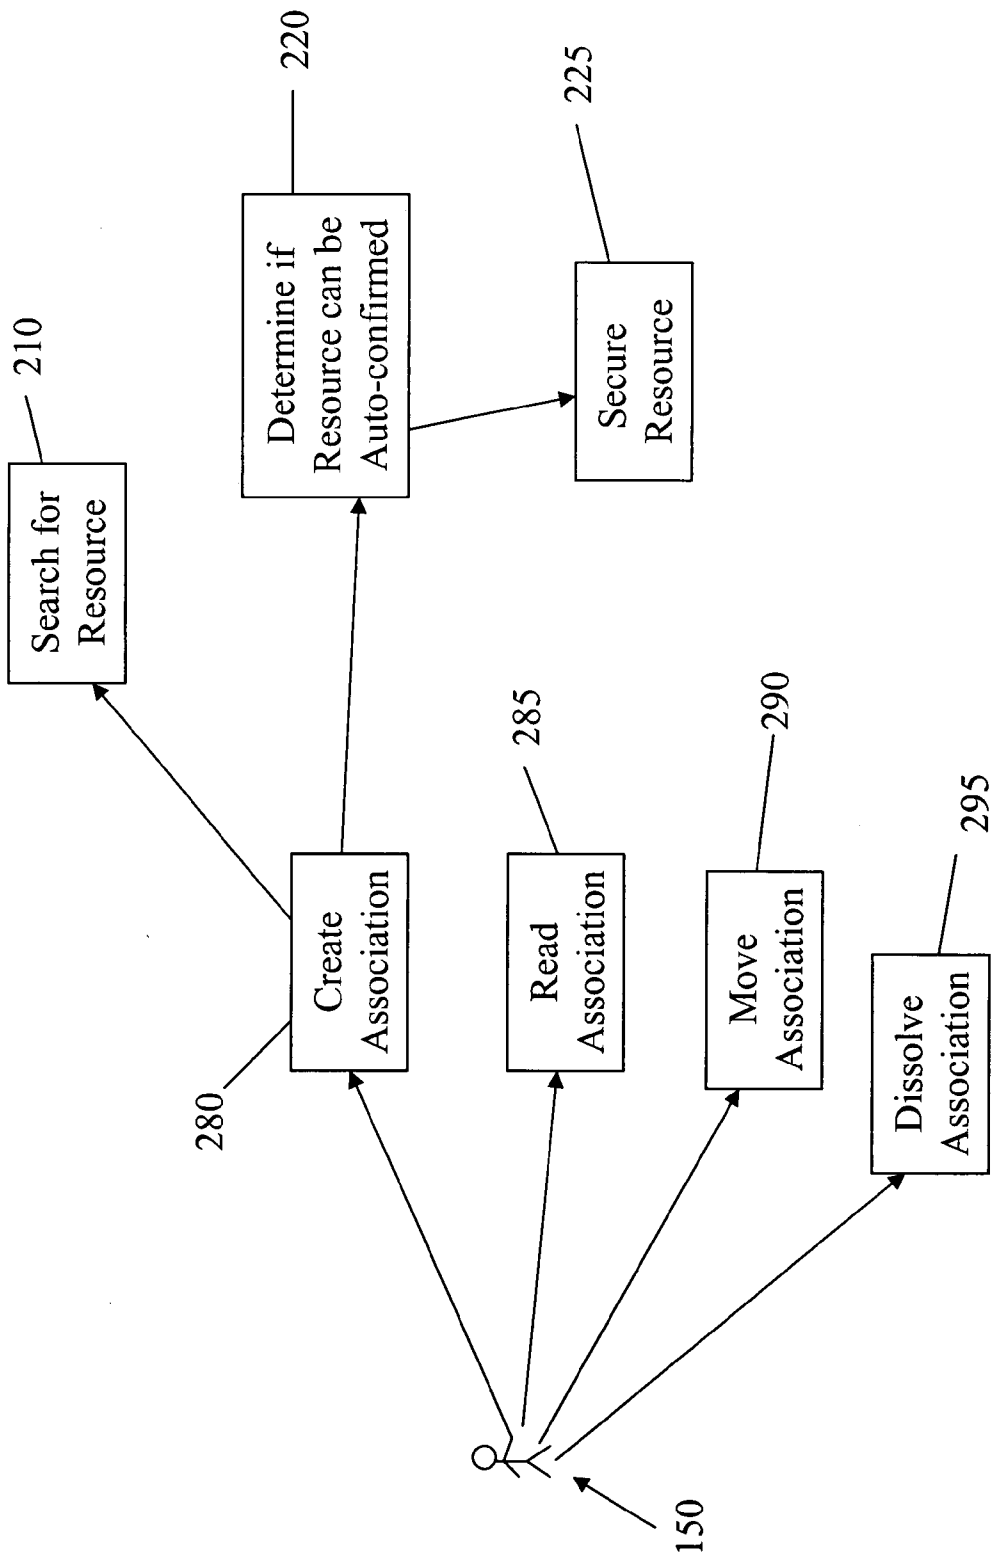 210
Search for
Resource
220
Determine if
Resource can be
Auto-confirmed
225
Secure
Resource
280
Create
Association
285
Read
Association
290
Move
Association
295
Dissolve
Association
150